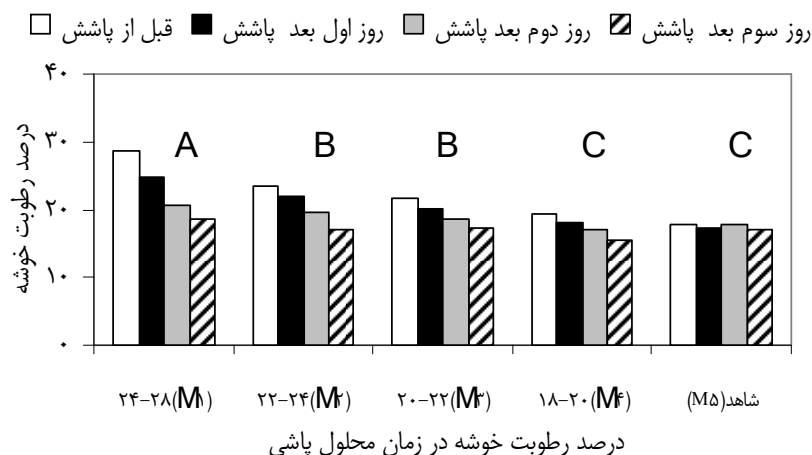 قبل از پاشش روز اول بعد پاشش روز دوم بعد پاشش روز سوم بعد پاشش
درصد رطوبت خوشه
۴۰
۳۰
۲۰
۱۰
۰
A B B C C
۲۴-۲۸(M۱) ۲۲-۲۴(M۲) ۲۰-۲۲(M۳) ۱۸-۲۰(M۴) شاهد(M۵)
درصد رطوبت خوشه در زمان محلول پاشی